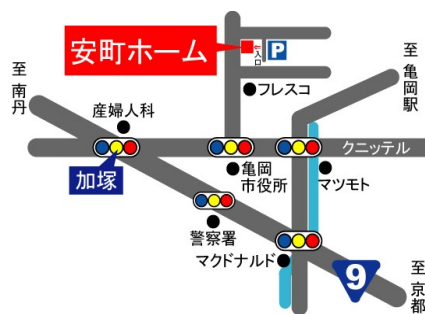 安町ホーム
入口
P
至亀岡駅
至南丹
フレスコ
産婦人科
クニッテル
加塚
亀岡
市役所
マツモト
警察署
マクドナルド
9
至京都